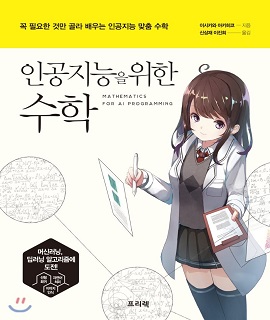 꼭 필요한 것만 골라 배우는 인공지능 맞춤 수학
이시카와 아키히코 지음
신상재 이진희 옮김
인공지능을 위한
수학
MATHEMATICS
FOR AI PROGRAMMING
머신러닝,
딥러닝 알고리즘에
도전!
프리렉